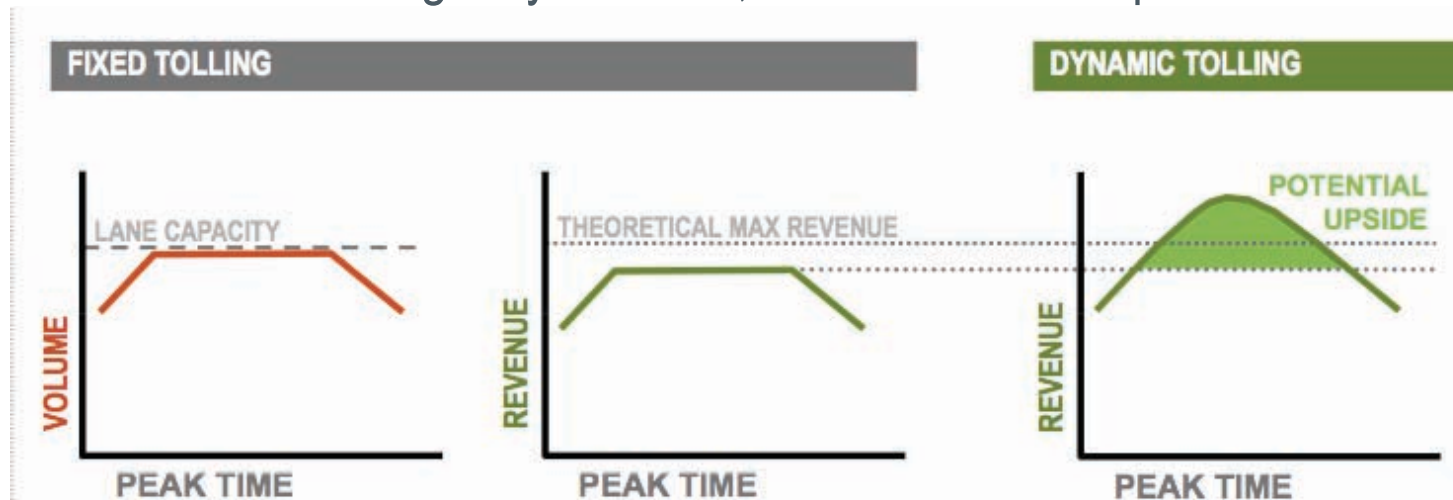 FIXED TOLLING
DYNAMIC TOLLING
LANE CAPACITY
VOLUME
PEAK TIME
THEORETICAL MAX REVENUE
REVENUE
PEAK TIME
POTENTIAL
UPSIDE
REVENUE
PEAK TIME